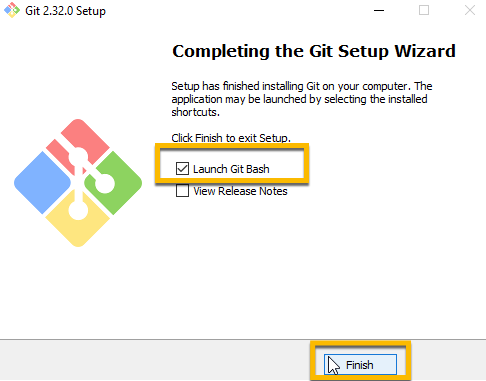 Git 2.32.0 Setup
Completing the Git Setup Wizard
Setup has finished installing Git on your computer. The
application may be launched by selecting the installed
shortcuts.
Click Finish to exit Setup.
Launch Git Bash
View Release Notes
Finish